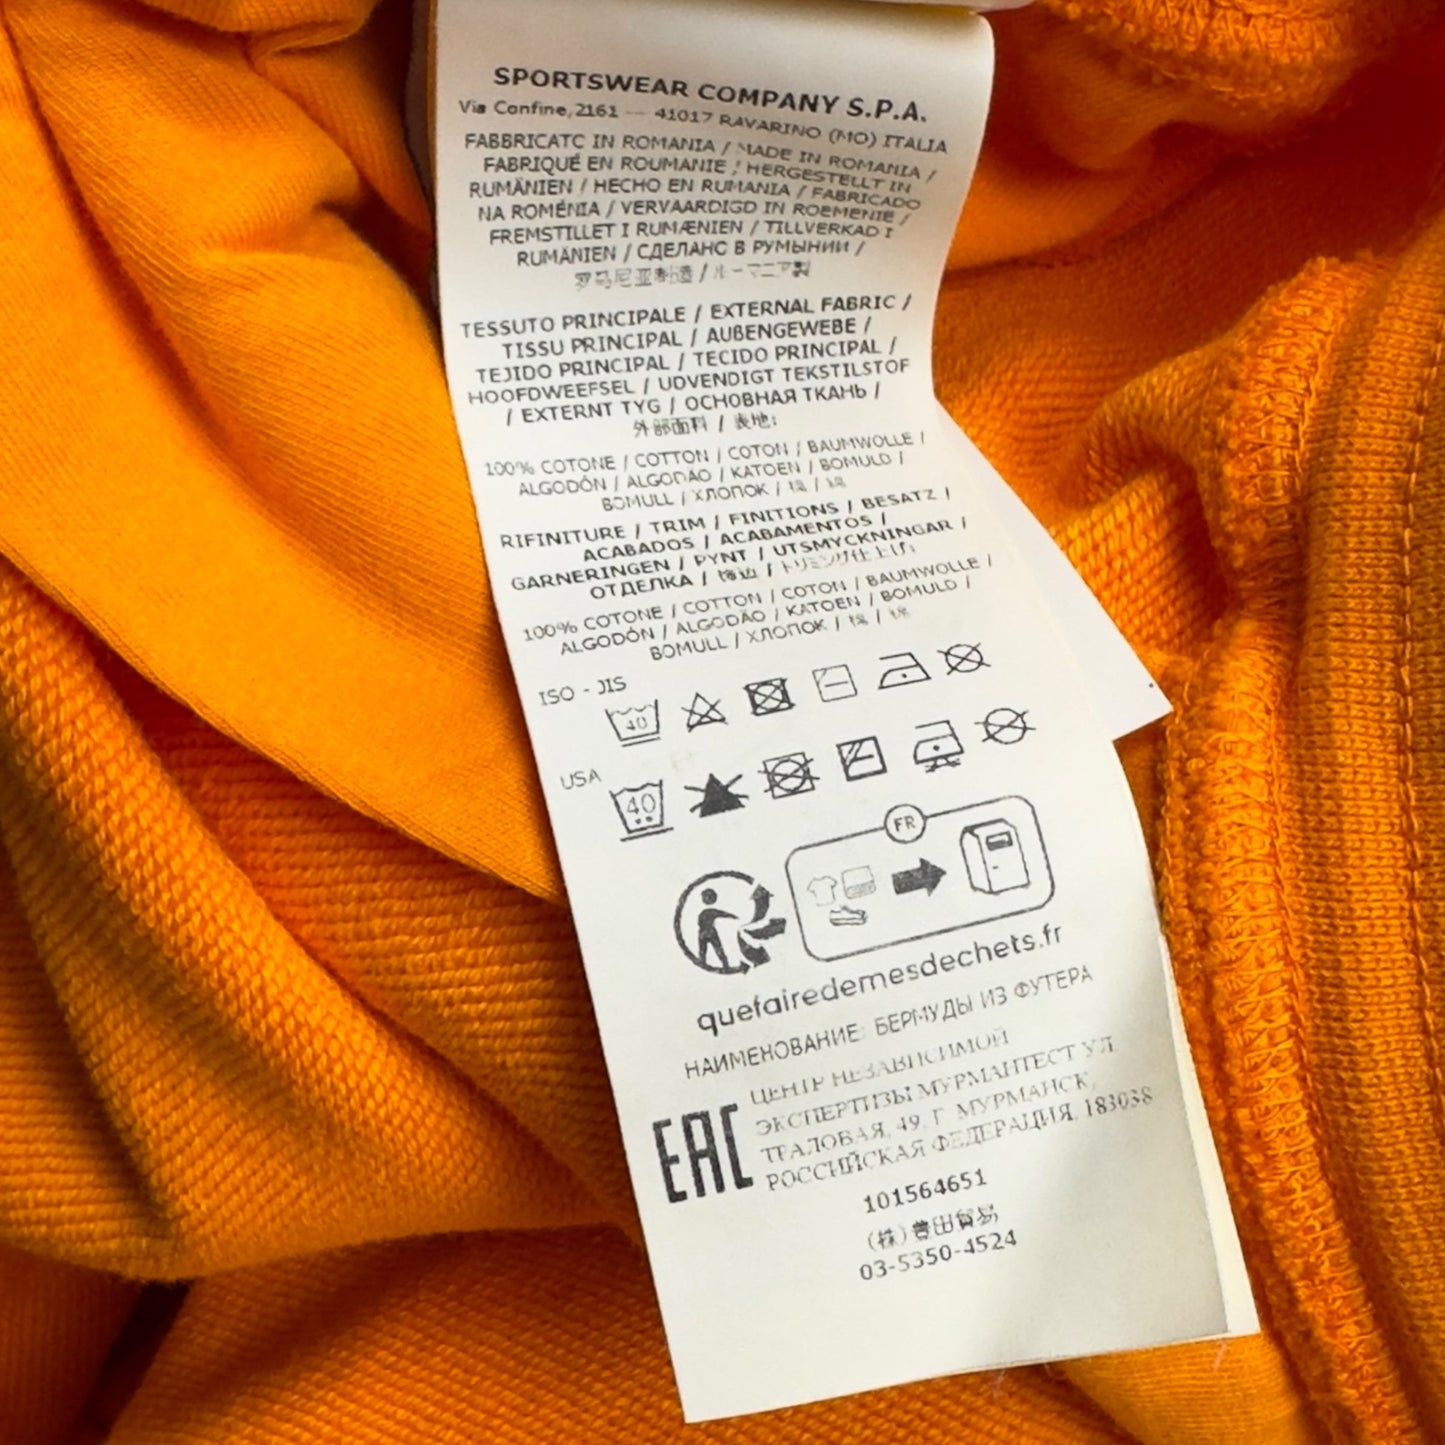 SPORTSWEAR COMPANY S.P.A.
Via Confine, 2161 — 41017 RAVARINO (MO) ITALIA
FABBRICATO IN ROMANIA / MADE IN ROMANIA /
FABRIQUÉ EN ROUMANIE / HERGESTELLT IN
RUMÄNIEN / HECHO EN RUMANIA / FABRICADO
NA ROMÉNIA / VERVAARDIGD IN ROEMENIË /
FREMSTILLET I RUMÆNIEN / TILLVERKAD I
RUMÄNIEN / СДЕЛАНО В РУМЫНИИ /
罗马尼亚制造 / ルーマニア製
TESSUTO PRINCIPALE / EXTERNAL FABRIC /
TISSU PRINCIPAL / AUßENGEWEBE /
TEJIDO PRINCIPAL / TECIDO PRINCIPAL /
HOOFDWEEFSEL / UDVENDIGT TEKSTILSTOF
/ EXTERNT TYG / ОСНОВНАЯ ТКАНЬ /
外部面料 / 表地:
100% COTONE / COTTON / COTON / BAUMWOLLE /
ALGODÓN / ALGODÃO / KATOEN / BOMULD /
BOMULL / ХЛОПОК / 棉 / 綿
RIFINITURE / TRIM / FINITIONS / BESATZ /
ACABADOS / ACABAMENTOS /
GARNERINGEN / PYNT / UTSMYCKNINGAR /
ОТДЕЛКА / 饰边 / トリミング仕上げ:
100% COTONE / COTTON / COTON / BAUMWOLLE /
ALGODÓN / ALGODÃO / KATOEN / BOMULD /
BOMULL / ХЛОПОК / 棉 / 綿
ISO - JIS
40
USA
40
FR
quefairedemesdechets.fr
НАИМЕНОВАНИЕ: БЕРМУДЫ ИЗ ФУТЕРА
ЦЕНТР НЕЗАВИСИМОЙ
ЭКСПЕРТИЗЫ МУРМАНТЕСТ УЛ.
ТРАЛОВАЯ, 49, Г. МУРМАНСК,
РОССИЙСКАЯ ФЕДЕРАЦИЯ, 183038
EAC
101564651
(株) 豊田貿易
03-5350-4524